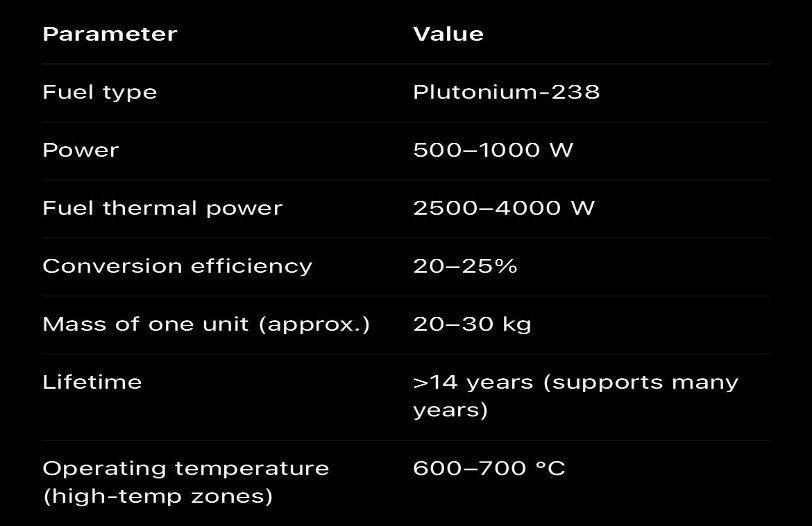 Parameter Value
Fuel type Plutonium-238
Power 500–1000 W
Fuel thermal power 2500–4000 W
Conversion efficiency 20–25%
Mass of one unit (approx.) 20–30 kg
Lifetime >14 years (supports many
years)
Operating temperature 600–700 °C
(high-temp zones)